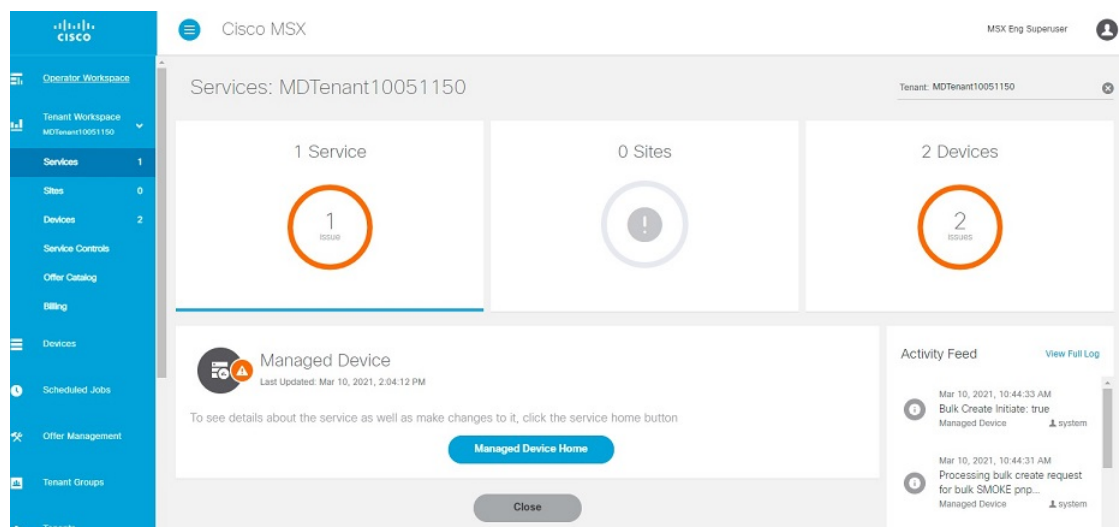 CISCO
Cisco MSX
MSX Eng Superuser
Operator Workspace
Tenant Workspace
MDTenant10051150
Services 1
Sites 0
Devices 2
Service Controls
Offer Catalog
Billing
Devices
Scheduled Jobs
Offer Management
Tenant Groups
Tenants
Services: MDTenant10051150
Tenant: MDTenant10051150
1 Service
1
Issue
0 Sites
!
2 Devices
2
Issues
Managed Device
Last Updated: Mar 10, 2021, 2:04:12 PM
To see details about the service as well as make changes to it, click the service home button
Managed Device Home
Close
Activity Feed
View Full Log
Mar 10, 2021, 10:44:33 AM
Bulk Create Initiate: true
Managed Device system
Mar 10, 2021, 10:44:31 AM
Processing bulk create request
for bulk SMOKE pnp...
Managed Device system